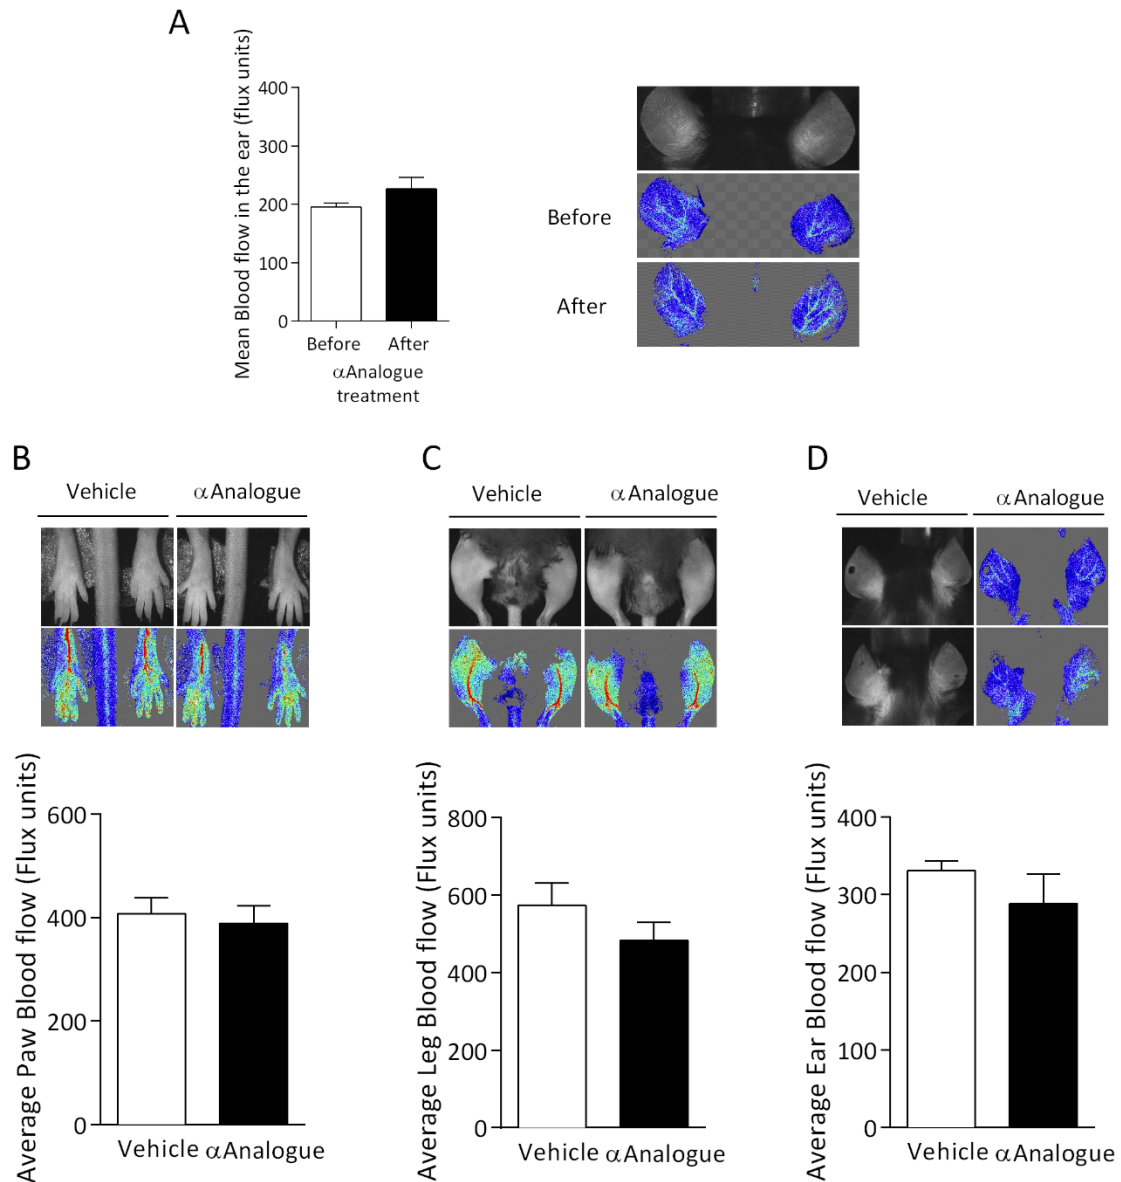 A
Mean Blood flow in the ear (flux units)
400
300
200
100
0
Before
After
αAnalogue
treatment
Before
After
B
Vehicle
αAnalogue
Average Paw Blood flow (Flux units)
600
400
200
0
Vehicle
αAnalogue
C
Vehicle
αAnalogue
Average Leg Blood flow (Flux units)
800
600
400
200
0
Vehicle
αAnalogue
D
Vehicle
αAnalogue
Average Ear Blood flow (Flux units)
400
300
200
100
0
Vehicle
αAnalogue